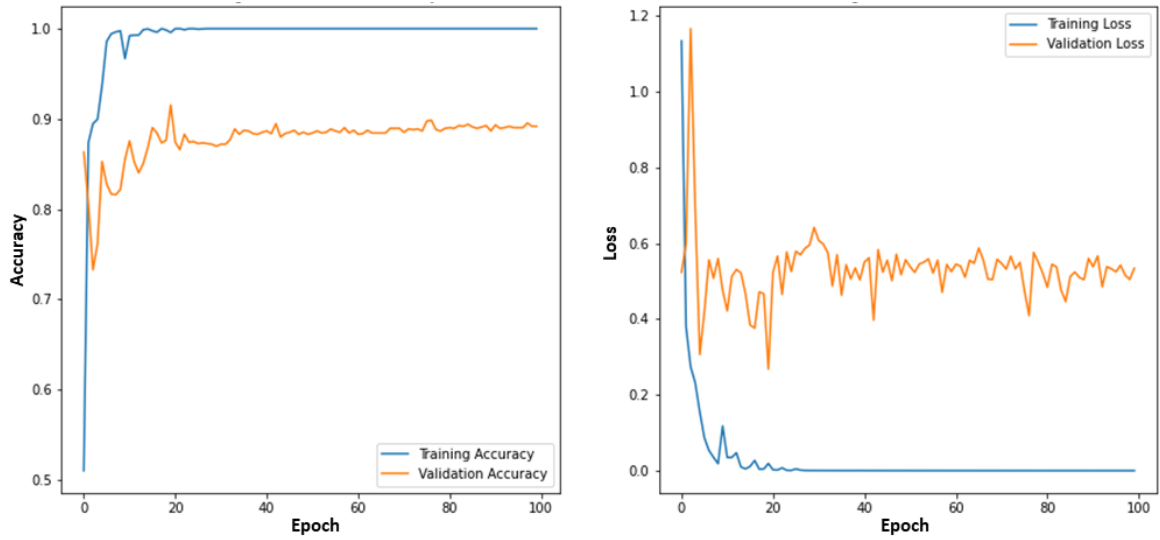 1.0
0.9
0.8
0.7
0.6
0.5
Accuracy
0 20 40 60 80 100
Epoch
Training Accuracy
Validation Accuracy
1.2
1.0
0.8
0.6
0.4
0.2
0.0
Loss
0 20 40 60 80 100
Epoch
Training Loss
Validation Loss